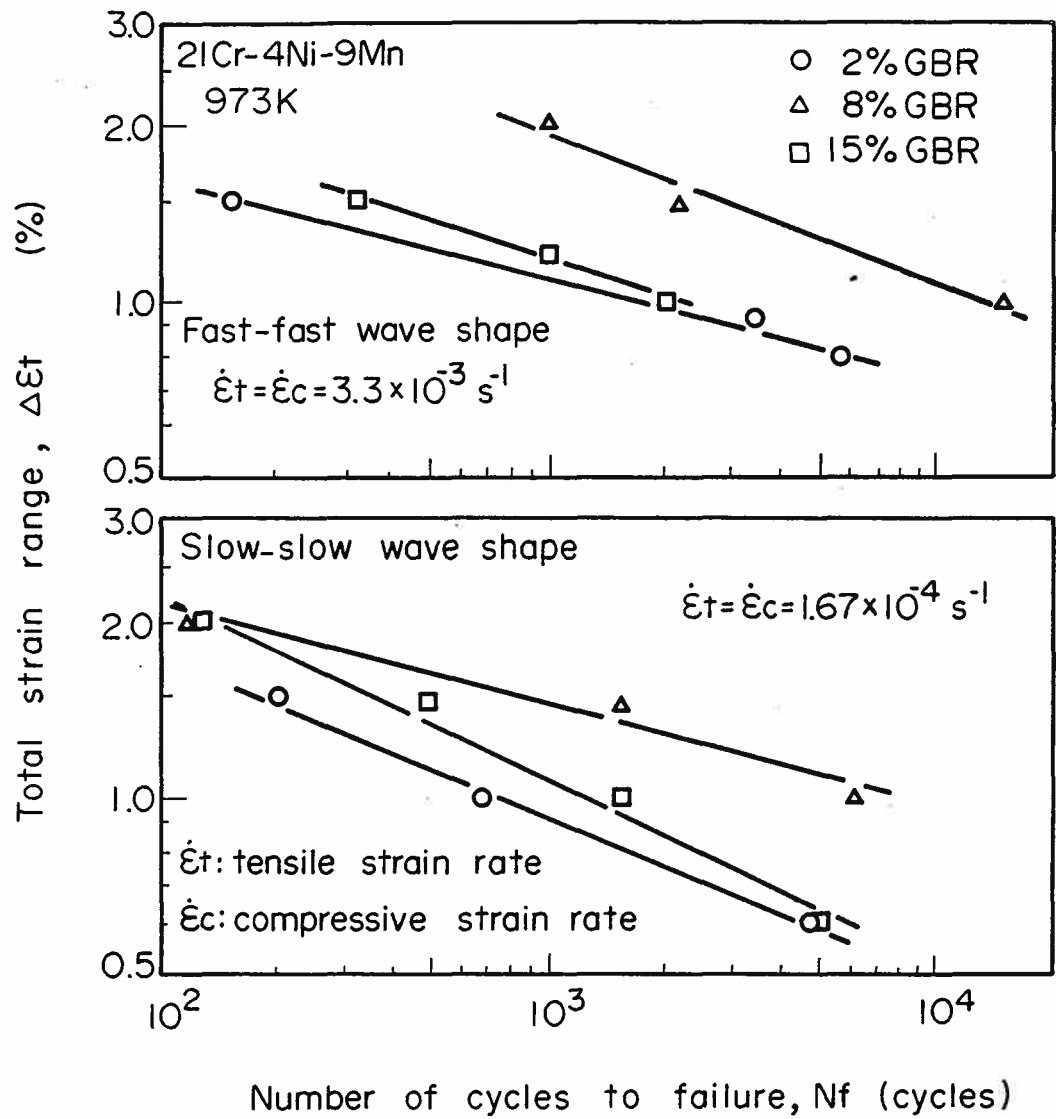 3.0
21Cr-4Ni-9Mn
973K
○ 2%GBR
△ 8%GBR
□ 15%GBR
2.0
1.0
Fast-fast wave shape
ε̇t=ε̇c=3.3×10⁻³ s⁻¹
0.5
3.0
Slow-slow wave shape
ε̇t=ε̇c=1.67×10⁻⁴ s⁻¹
2.0
1.0
ε̇t:tensile strain rate
ε̇c:compressive strain rate
0.5
10² 10³ 10⁴
Number of cycles to failure, Nf (cycles)
Total strain range, Δεt (%)